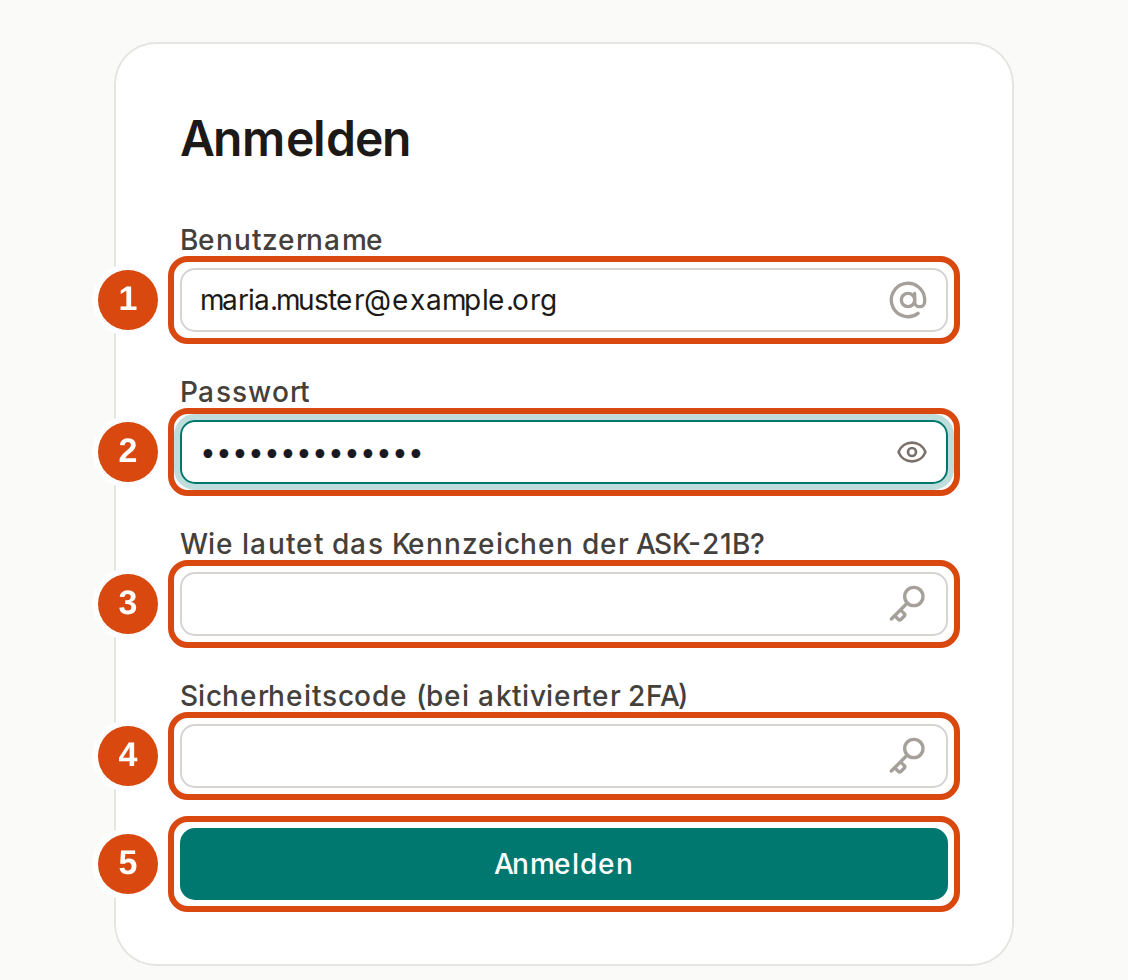 Anmelden
Benutzername
1
maria.muster@example.org
Passwort
2
••••••••••••••
Wie lautet das Kennzeichen der ASK-21B?
3
Sicherheitscode (bei aktivierter 2FA)
4
5
Anmelden